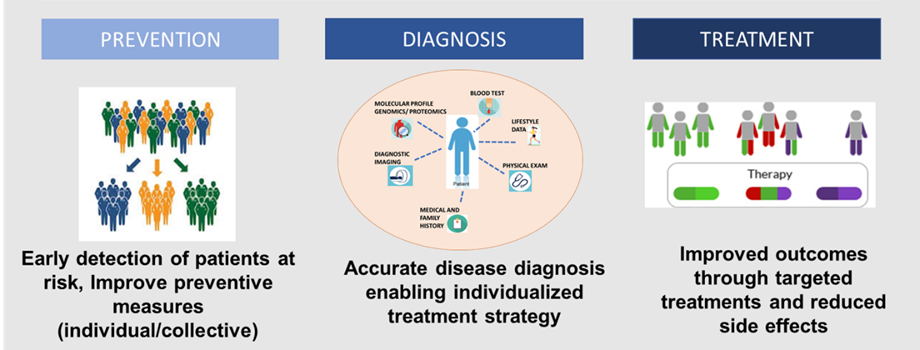 PREVENTION
Early detection of patients at
risk, Improve preventive
measures
(individual/collective)
DIAGNOSIS
BLOOD TEST
MOLECULAR PROFILE
GENOMICS/ PROTEOMICS
LIFESTYLE
DATA
DIAGNOSTIC
IMAGING
PHYSICAL EXAM
Patient
MEDICAL AND
FAMILY
HISTORY
Accurate disease diagnosis
enabling individualized
treatment strategy
TREATMENT
Therapy
Improved outcomes
through targeted
treatments and reduced
side effects